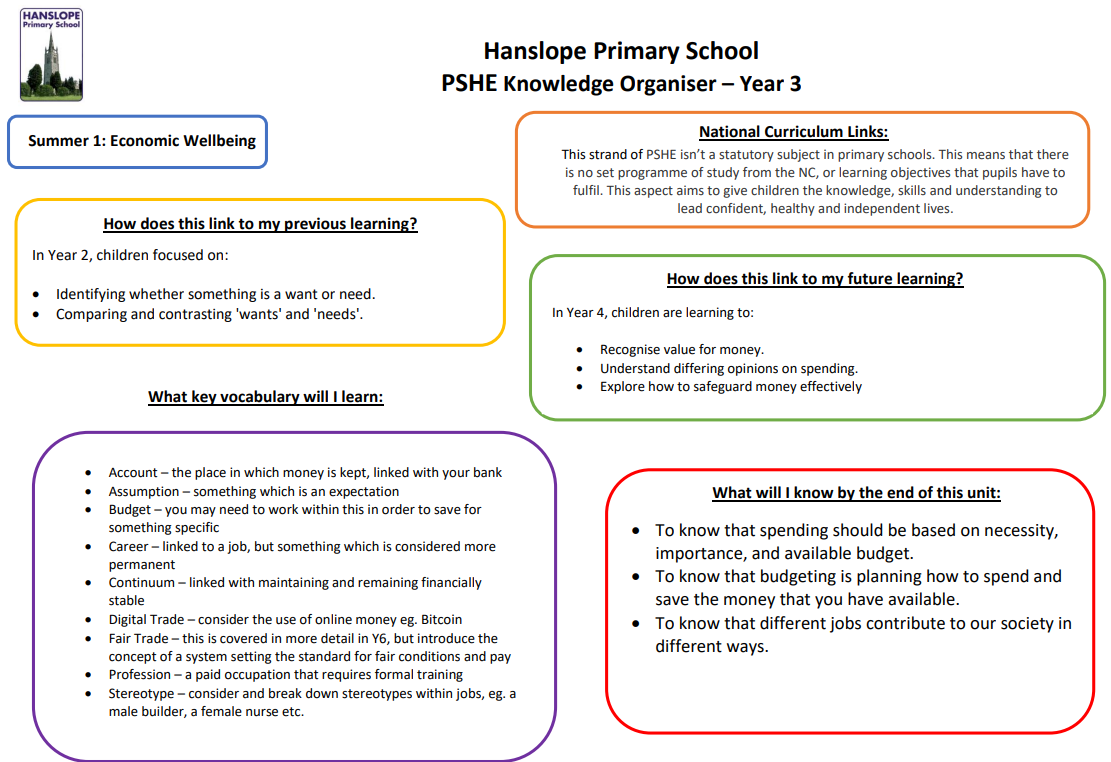 HANSLOPE
Primary School
Hanslope Primary School
PSHE Knowledge Organiser – Year 3
Summer 1: Economic Wellbeing
National Curriculum Links:
This strand of PSHE isn't a statutory subject in primary schools. This means that there
is no set programme of study from the NC, or learning objectives that pupils have to
fulfil. This aspect aims to give children the knowledge, skills and understanding to
lead confident, healthy and independent lives.
How does this link to my previous learning?
In Year 2, children focused on:
• Identifying whether something is a want or need.
• Comparing and contrasting 'wants' and 'needs'.
How does this link to my future learning?
In Year 4, children are learning to:
• Recognise value for money.
• Understand differing opinions on spending.
• Explore how to safeguard money effectively
What key vocabulary will I learn:
• Account – the place in which money is kept, linked with your bank
• Assumption – something which is an expectation
• Budget – you may need to work within this in order to save for
something specific
• Career – linked to a job, but something which is considered more
permanent
• Continuum – linked with maintaining and remaining financially
stable
• Digital Trade – consider the use of online money eg. Bitcoin
• Fair Trade – this is covered in more detail in Y6, but introduce the
concept of a system setting the standard for fair conditions and pay
• Profession – a paid occupation that requires formal training
• Stereotype – consider and break down stereotypes within jobs, eg. a
male builder, a female nurse etc.
What will I know by the end of this unit:
• To know that spending should be based on necessity,
importance, and available budget.
• To know that budgeting is planning how to spend and
save the money that you have available.
• To know that different jobs contribute to our society in
different ways.